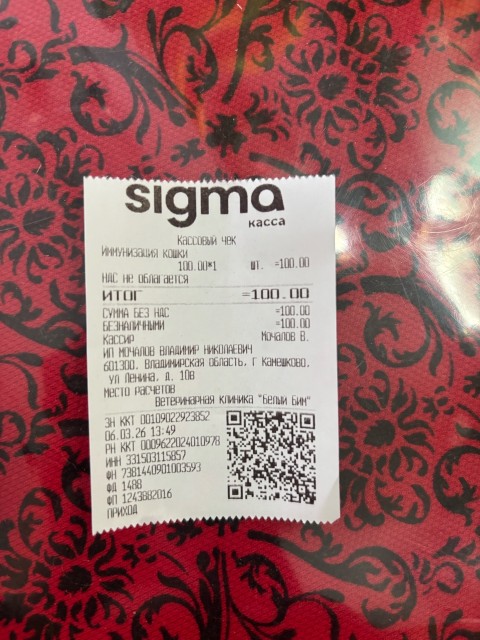 sigma
касса
Кассовый чек
Иммунизация кошки
100.00*1 шт. =100.00
НДС не облагается
ИТОГ =100.00
СУММА БЕЗ НДС =100.00
БЕЗНАЛИЧНЫМИ =100.00
Кассир Мочалов В.
ИП МОЧАЛОВ ВЛАДИМИР НИКОЛАЕВИЧ
601300, Владимирская область, г Камешково,
ул Ленина, д. 10в
Место расчетов
Ветеринарная клиника "Белый Бим"
ЗН ККТ 00109022923852
06.03.26 13:49
РН ККТ 0009622024010978
ИНН 331503115857
ФН 7381440901003593
ФД 1488
ФП 1243882016
ПРИХОД